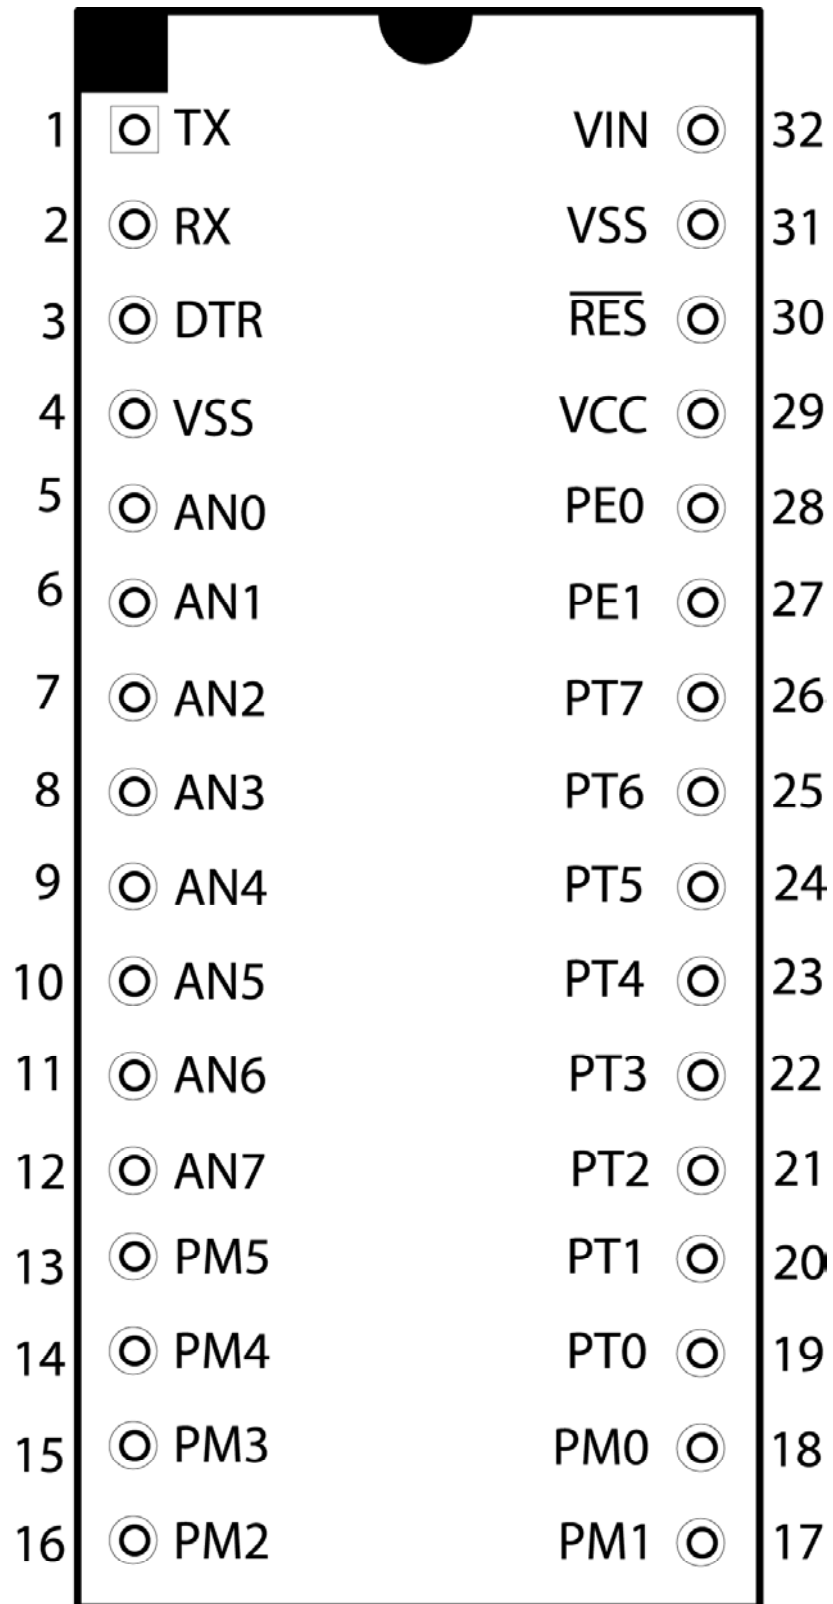 1 TX VIN 32
2 RX VSS 31
3 DTR RES 30
4 VSS VCC 29
5 AN0 PE0 28
6 AN1 PE1 27
7 AN2 PT7 26
8 AN3 PT6 25
9 AN4 PT5 24
10 AN5 PT4 23
11 AN6 PT3 22
12 AN7 PT2 21
13 PM5 PT1 20
14 PM4 PT0 19
15 PM3 PM0 18
16 PM2 PM1 17